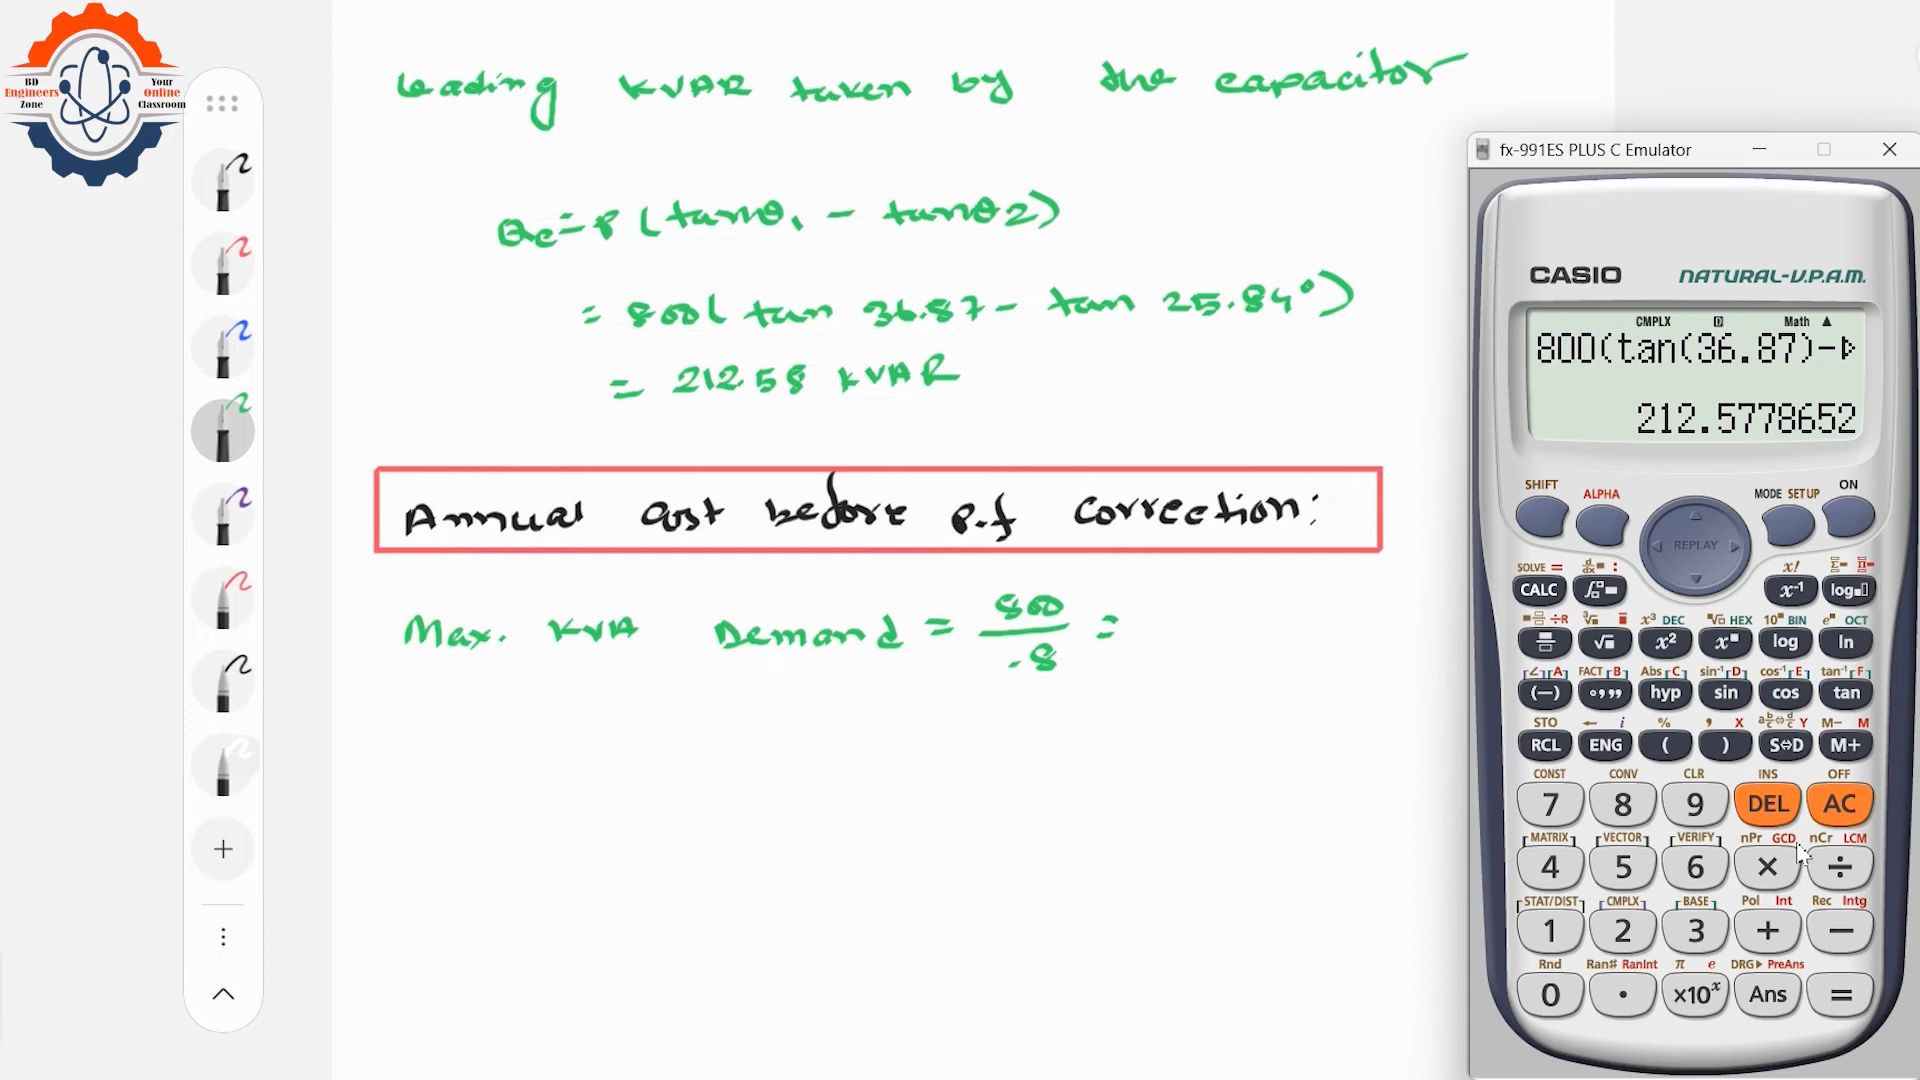 BD
Engineers
Zone
Your
Online
Classroom
Leading KVAR taken by the capacitor
Qc = P (tanθ1 - tanθ2)
= 800( tan 36.87 - tan 25.84°)
= 212.58 KVAR
Annual cost before P.f correction:
Max. KVA Demand = 800/.8 =
fx-991ES PLUS C Emulator
CASIO NATURAL-V.P.A.M.
CMPLX D Math ▲
800(tan(36.87)-
212.5778652
SHIFT ALPHA MODE SETUP ON
REPLAY
SOLVE = d/dx : x! Σ Π
CALC ∫ x⁻¹ log
÷R ³√ x³ DEC √ HEX 10 BIN e OCT
√ x² x log ln
∠ A FACT B Abs C sin⁻¹ D cos⁻¹ E tan⁻¹ F
(−) °,,, hyp sin cos tan
STO ← i % , X a b/c⇔d/c Y M− M
RCL ENG ( ) S⇔D M+
CONST CONV CLR INS OFF
7 8 9 DEL AC
MATRIX VECTOR VERIFY nPr GCD nCr LCM
4 5 6 × ÷
STAT/DIST CMPLX BASE Pol Int Rec Intg
1 2 3 + −
Rnd Ran# RanInt π e DRG▶ PreAns
0 . ×10ˣ Ans =